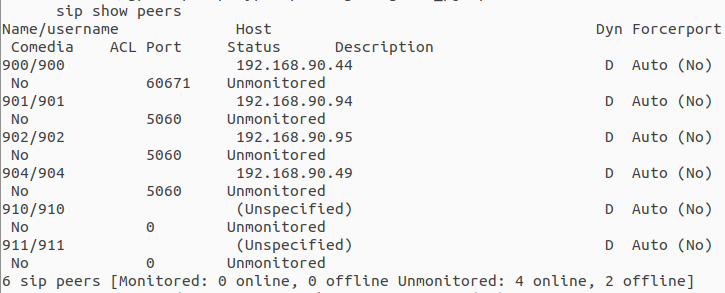 sip show peers
Name/username Host Dyn Forcerport
Comedia ACL Port Status Description
900/900 192.168.90.44 D Auto (No)
No 60671 Unmonitored
901/901 192.168.90.94 D Auto (No)
No 5060 Unmonitored
902/902 192.168.90.95 D Auto (No)
No 5060 Unmonitored
904/904 192.168.90.49 D Auto (No)
No 5060 Unmonitored
910/910 (Unspecified) D Auto (No)
No 0 Unmonitored
911/911 (Unspecified) D Auto (No)
No 0 Unmonitored
6 sip peers [Monitored: 0 online, 0 offline Unmonitored: 4 online, 2 offline]